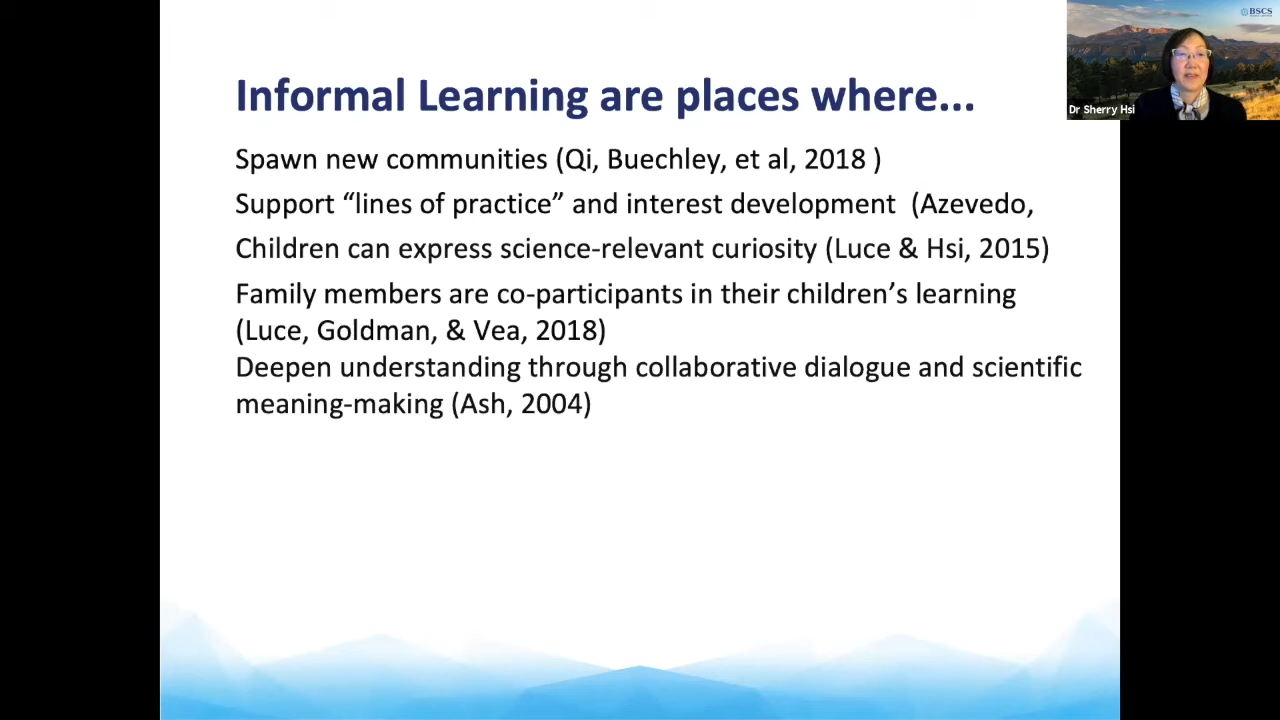 Informal Learning are places where...
Spawn new communities (Qi, Buechley, et al, 2018 )
Support “lines of practice” and interest development  (Azevedo,
Children can express science-relevant curiosity (Luce & Hsi, 2015)
Family members are co-participants in their children’s learning
(Luce, Goldman, & Vea, 2018)
Deepen understanding through collaborative dialogue and scientific
meaning-making (Ash, 2004)
BSCS
Dr Sherry Hsi